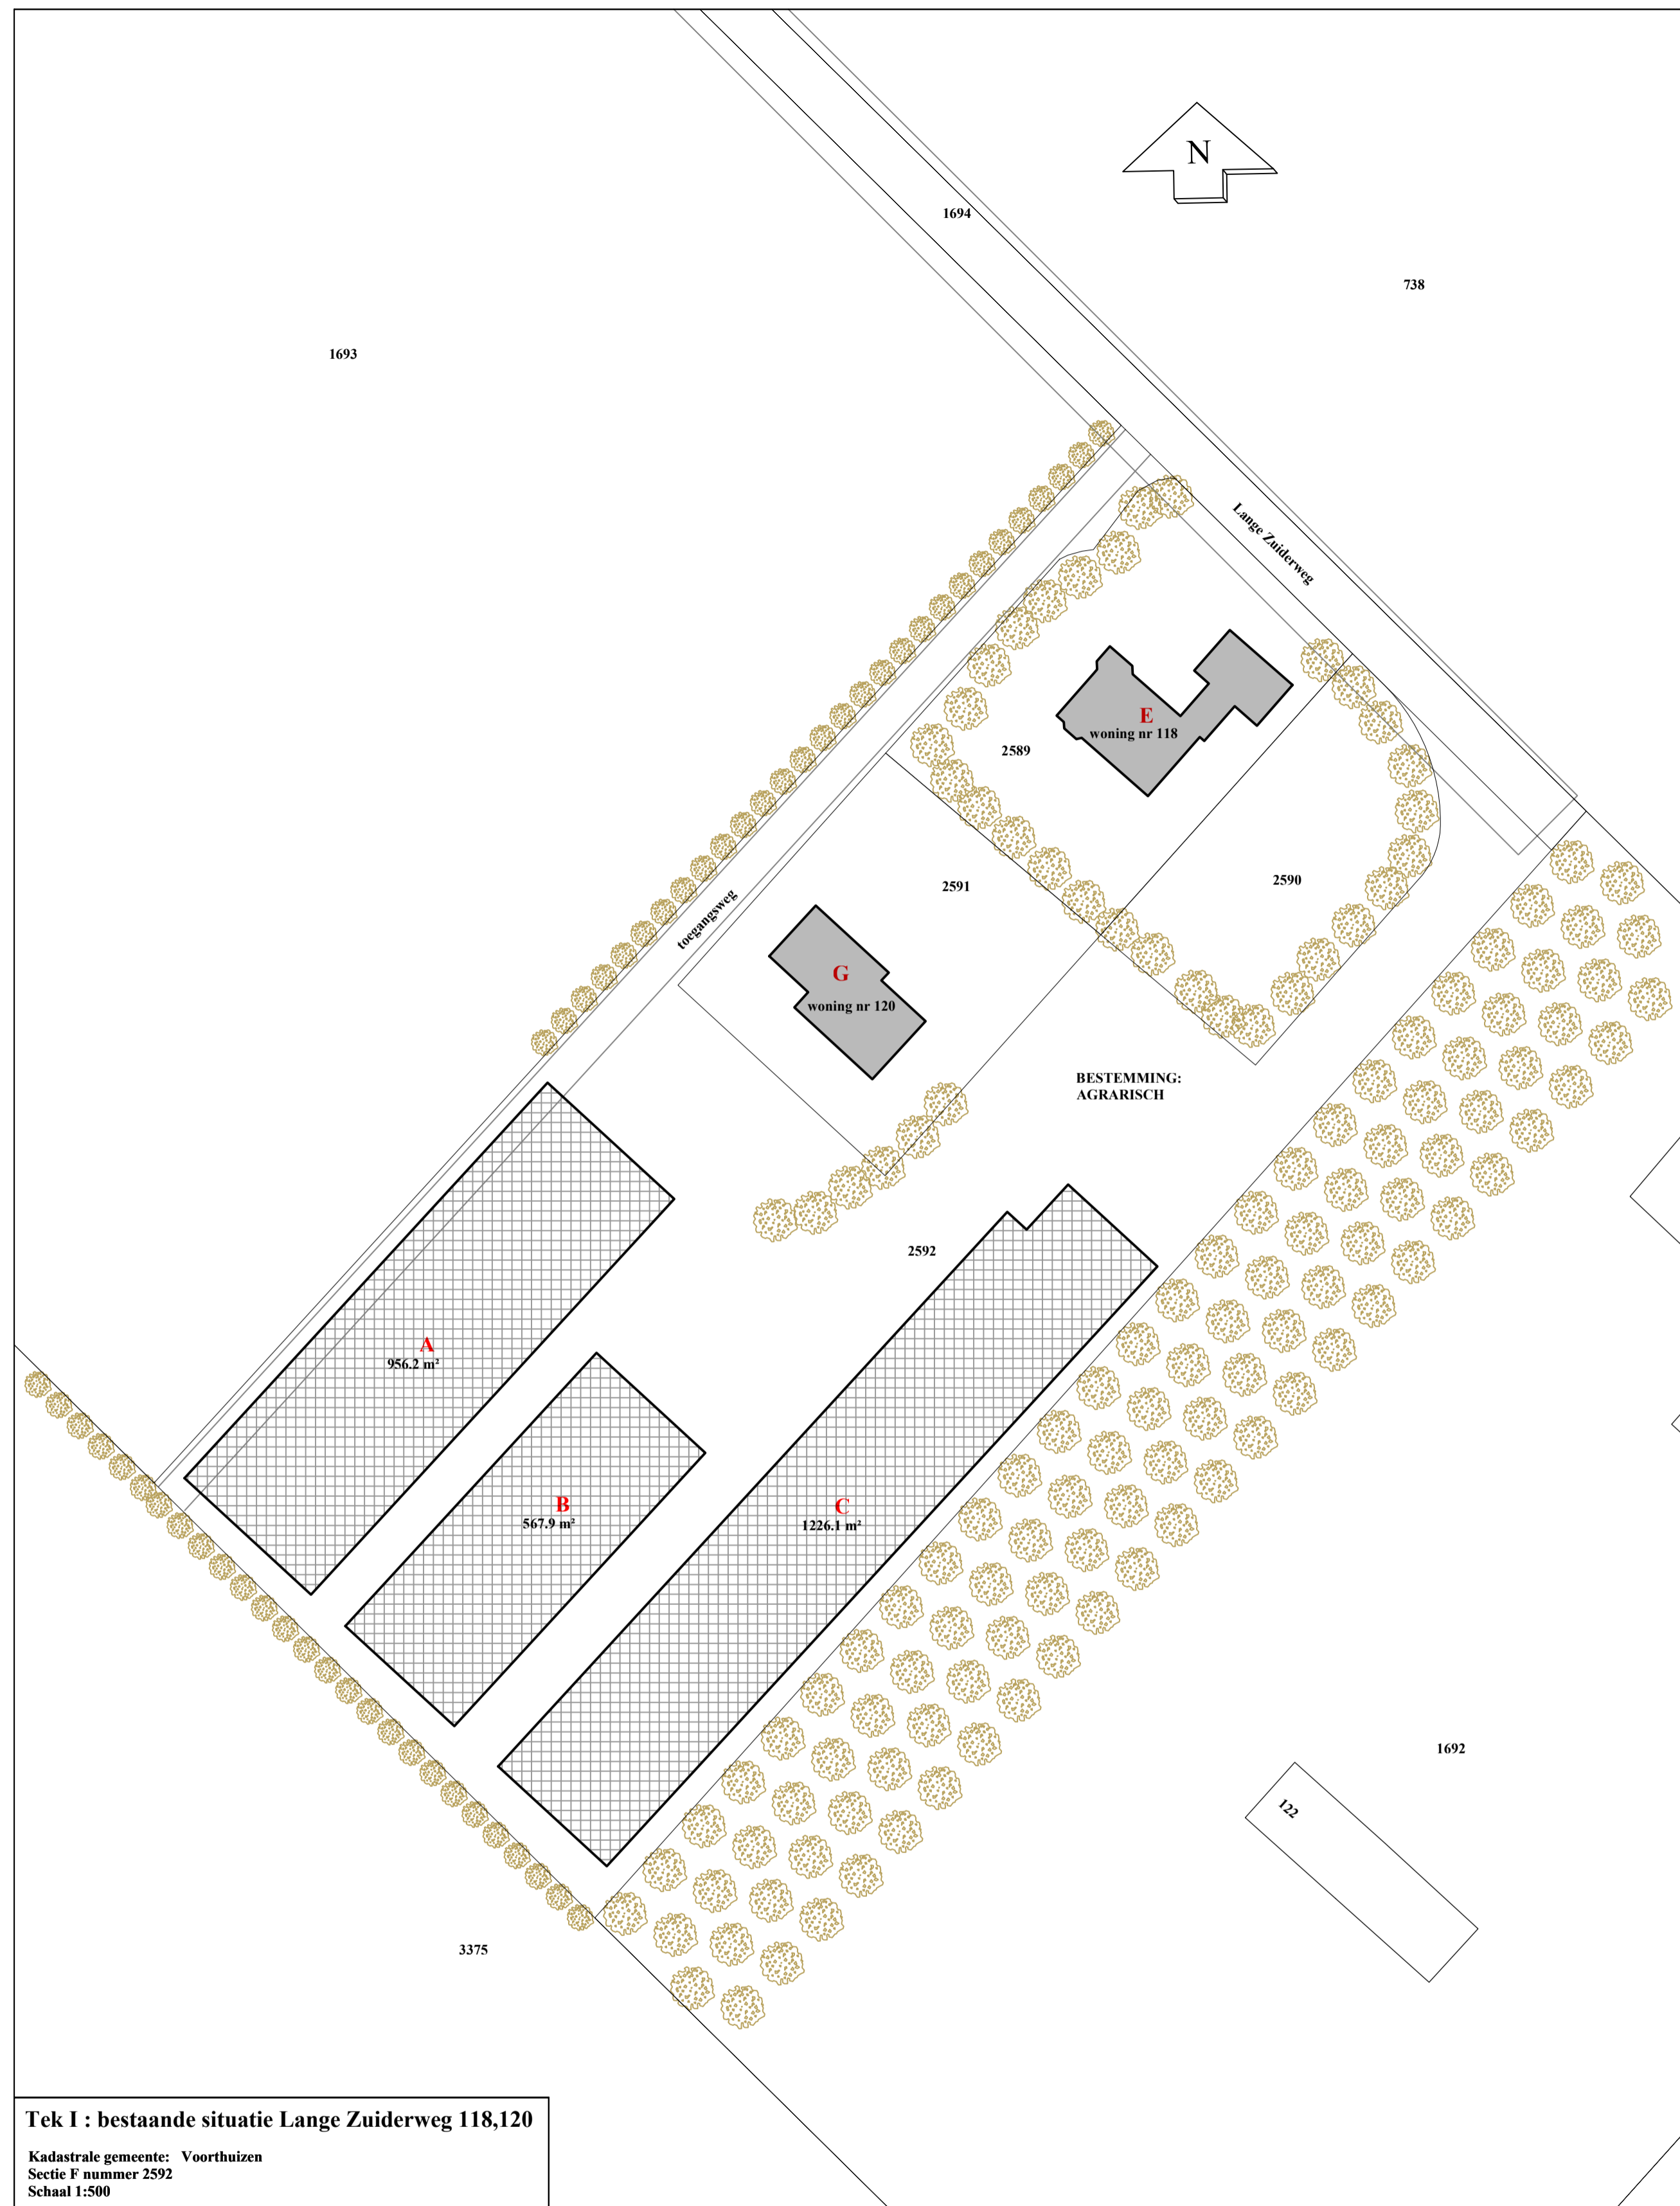 N
1694
738
1693
Lange Zuiderweg
E
woning nr 118
2589
2591
2590
toegangsweg
G
woning nr 120
BESTEMMING:
AGRARISCH
2592
A
956.2 m²
B
567.9 m²
C
1226.1 m²
1692
122
3375
Tek I : bestaande situatie Lange Zuiderweg 118,120
Kadastrale gemeente: Voorthuizen
Sectie F nummer 2592
Schaal 1:500